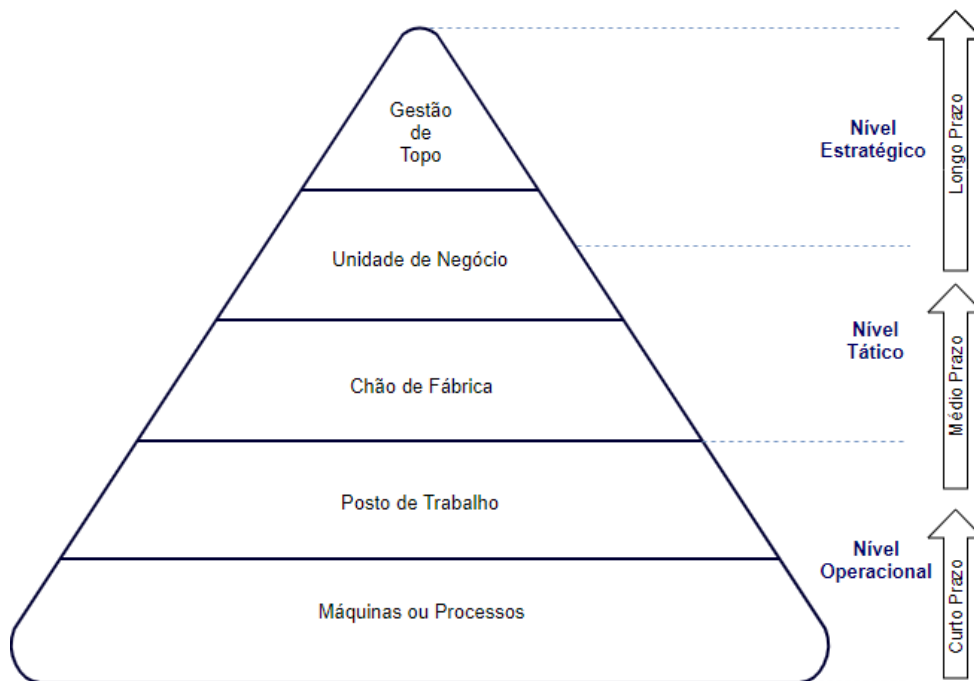 Gestão
de
Topo
Nível
Estratégico
Longo Prazo
Unidade de Negócio
Nível
Tático
Médio Prazo
Chão de Fábrica
Posto de Trabalho
Nível
Operacional
Curto Prazo
Máquinas ou Processos